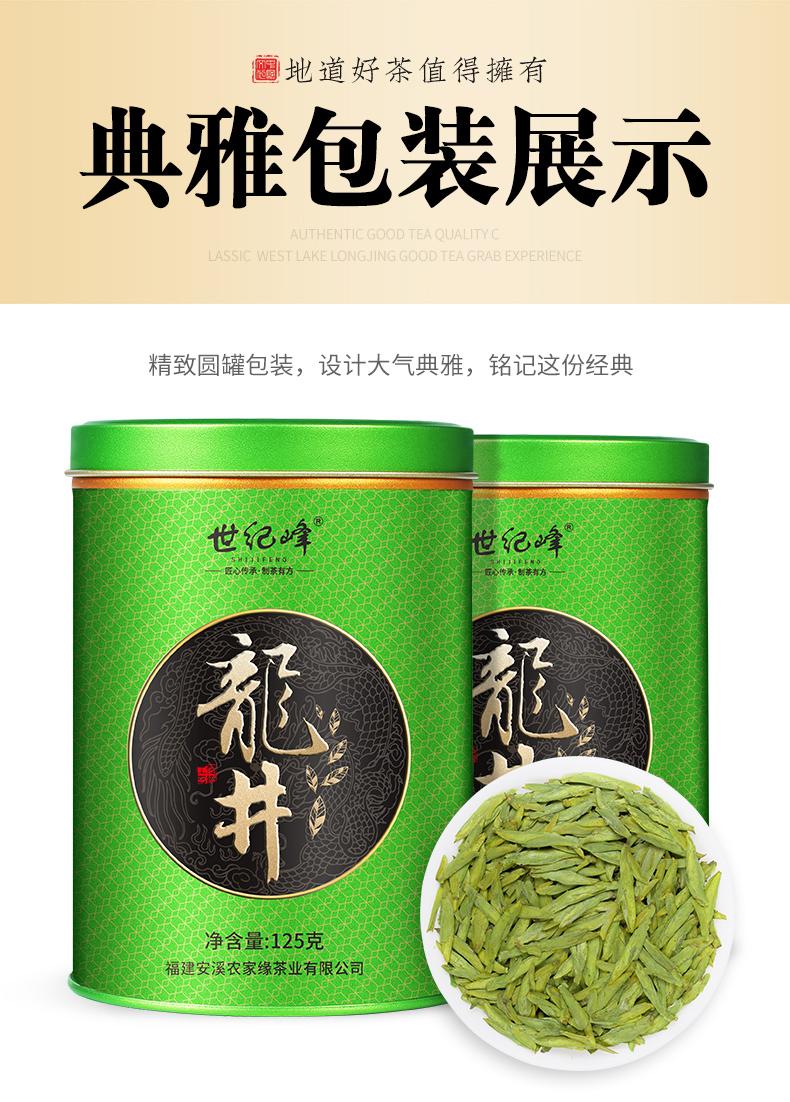 地道好茶值得擁有
典雅包装展示
AUTHENTIC GOOD TEA QUALITY C
LASSIC WEST LAKE LONGJING GOOD TEA GRAB EXPERIENCE
精致圆罐包装，设计大气典雅，铭记这份经典
世纪峰®
SHIJIFENG
匠心传承·制茶有方
龍井
净含量:125克
福建安溪农家缘茶业有限公司
世纪峰®
SHIJIFENG
匠心传承·制茶有方
龍井